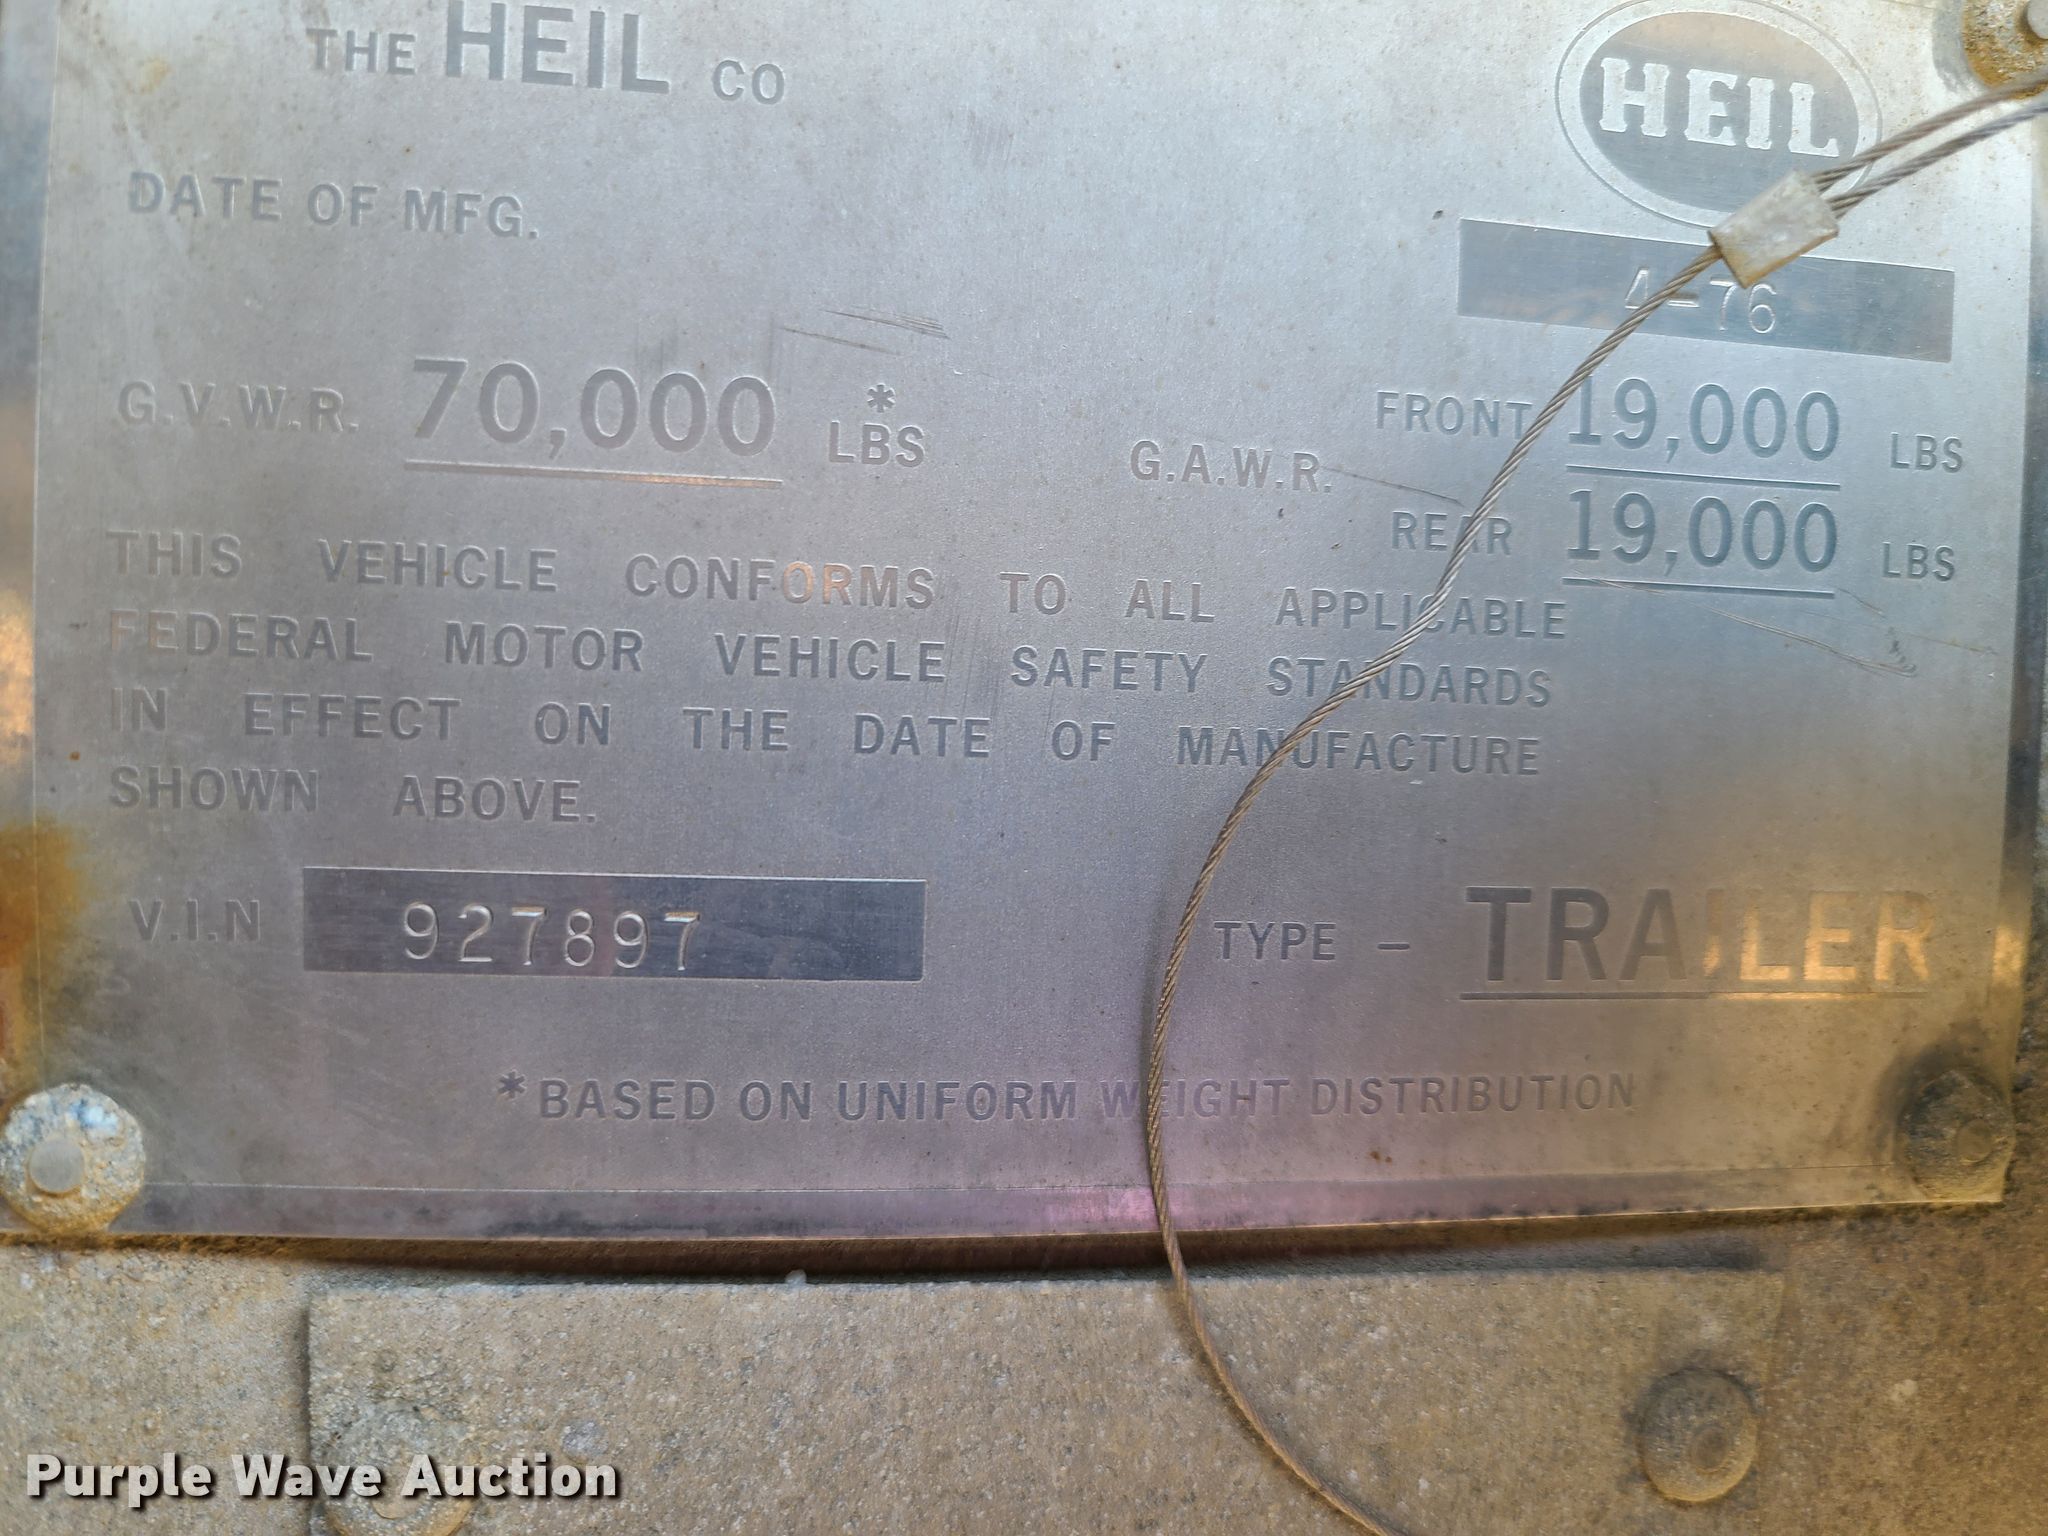 THE HEIL CO
HEIL
DATE OF MFG.
4-76
G.V.W.R. 70,000 LBS*
G.A.W.R. FRONT 19,000 LBS
REAR 19,000 LBS
THIS VEHICLE CONFORMS TO ALL APPLICABLE
FEDERAL MOTOR VEHICLE SAFETY STANDARDS
IN EFFECT ON THE DATE OF MANUFACTURE
SHOWN ABOVE.
V.I.N 927897
TYPE - TRAILER
*BASED ON UNIFORM WEIGHT DISTRIBUTION
Purple Wave Auction